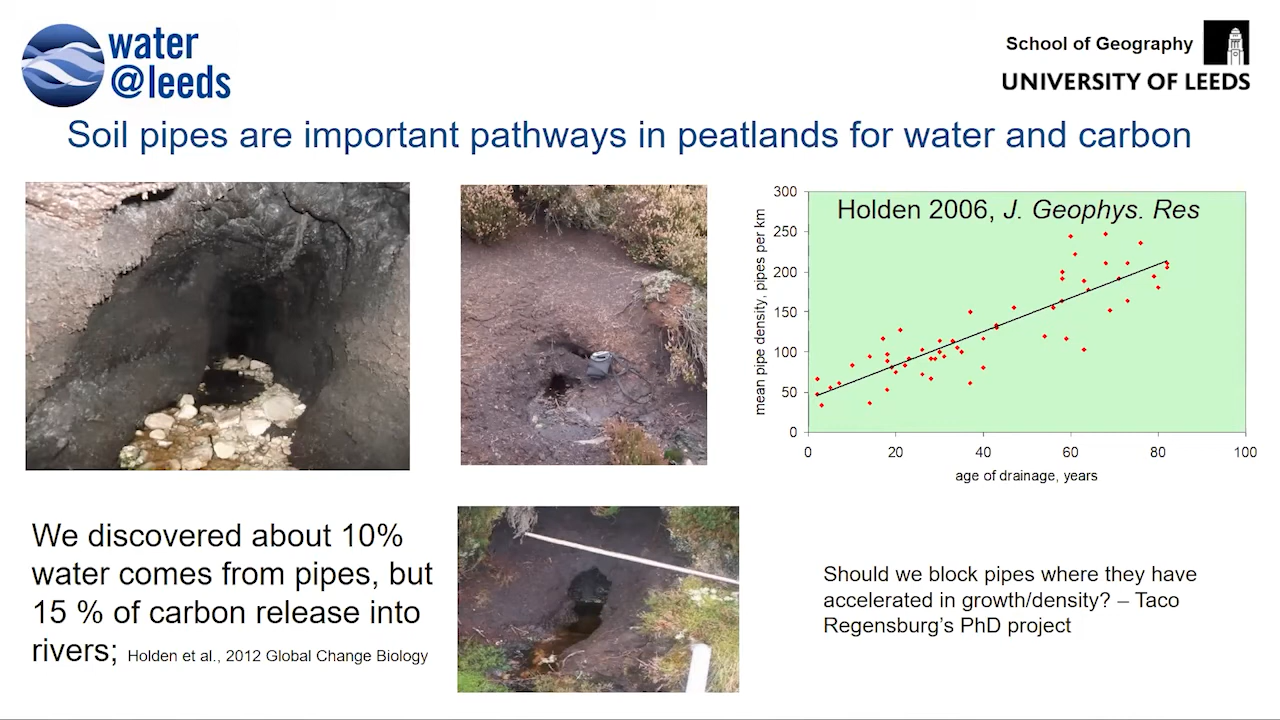 water
@leeds
School of Geography
UNIVERSITY OF LEEDS
Soil pipes are important pathways in peatlands for water and carbon
Holden 2006, J. Geophys. Res
mean pipe density, pipes per km
300
250
200
150
100
50
0
0 20 40 60 80 100
age of drainage, years
We discovered about 10%
water comes from pipes, but
15 % of carbon release into
rivers; Holden et al., 2012 Global Change Biology
Should we block pipes where they have
accelerated in growth/density? – Taco
Regensburg’s PhD project